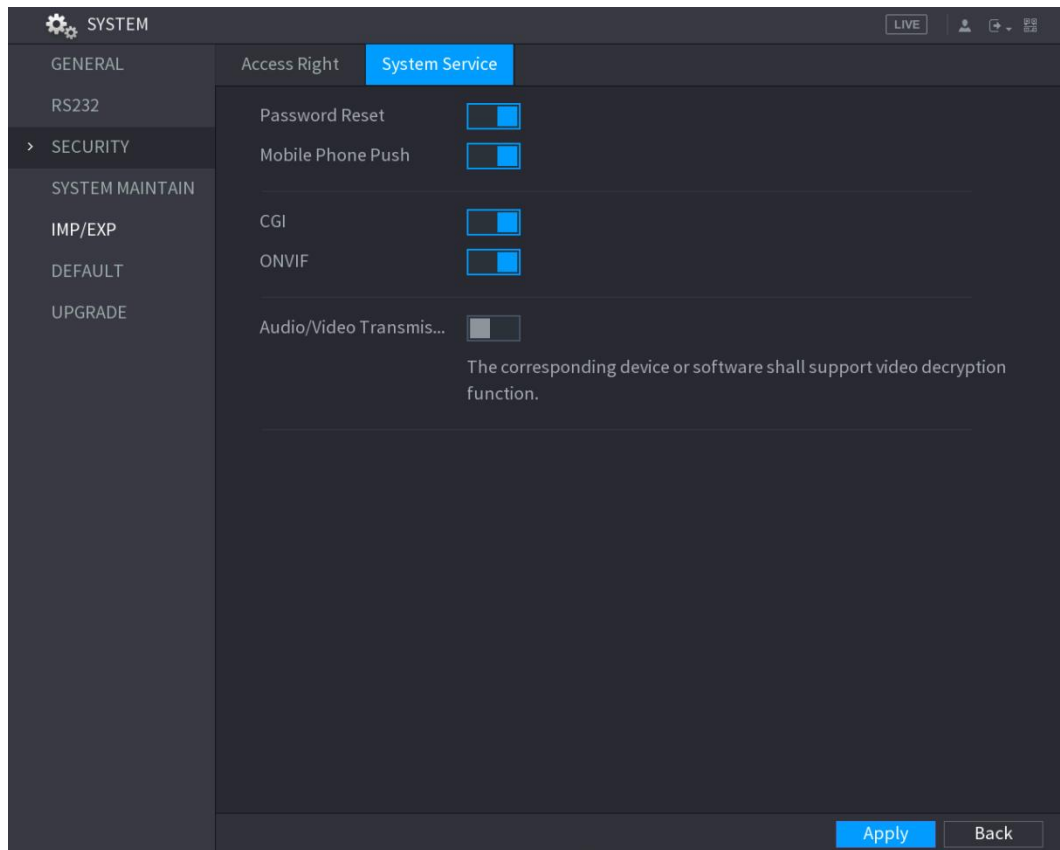 SYSTEM
LIVE
GENERAL
RS232
SECURITY
SYSTEM MAINTAIN
IMP/EXP
DEFAULT
UPGRADE
Access Right
System Service
Password Reset
Mobile Phone Push
CGI
ONVIF
Audio/Video Transmis...
The corresponding device or software shall support video decryption
function.
Apply
Back